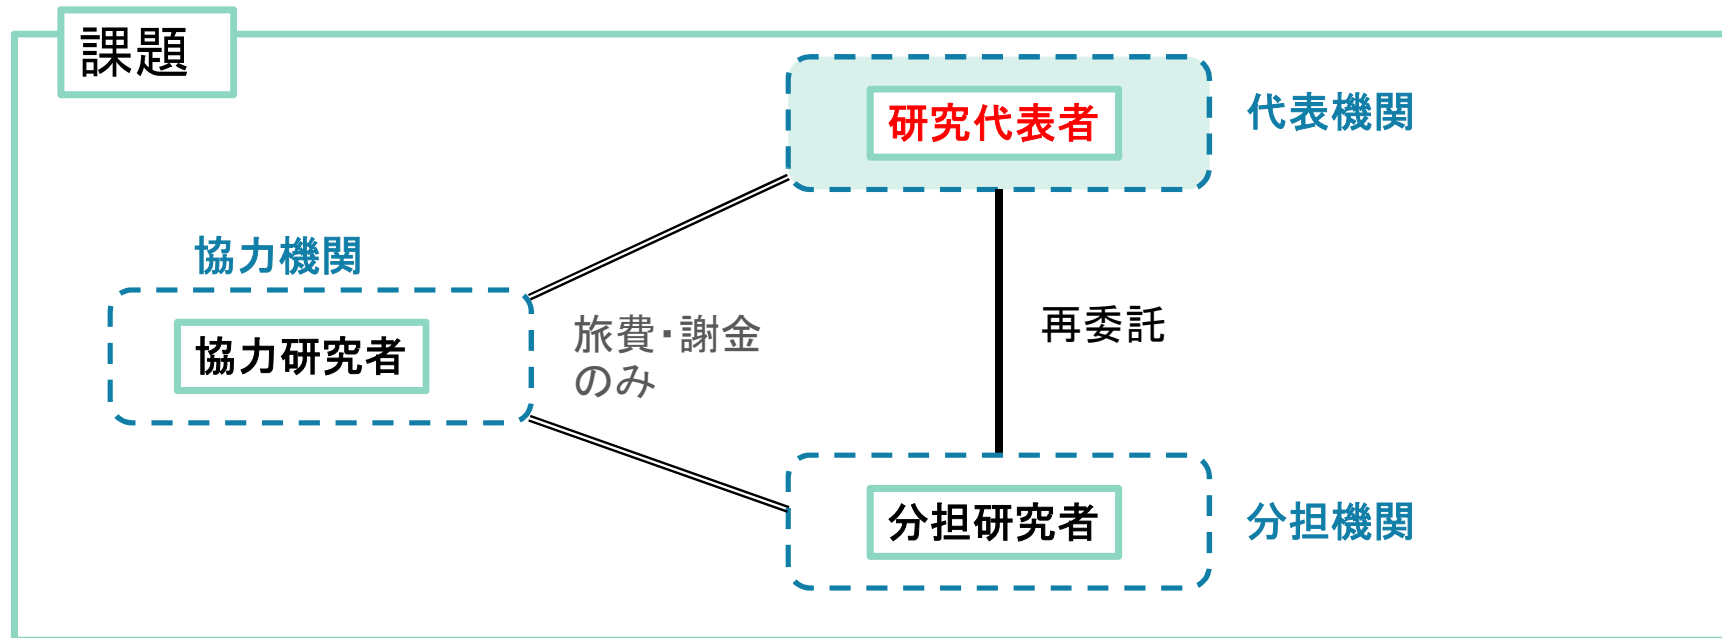 課題
研究代表者
代表機関
協力機関
協力研究者
旅費・謝金
のみ
再委託
分担研究者
分担機関